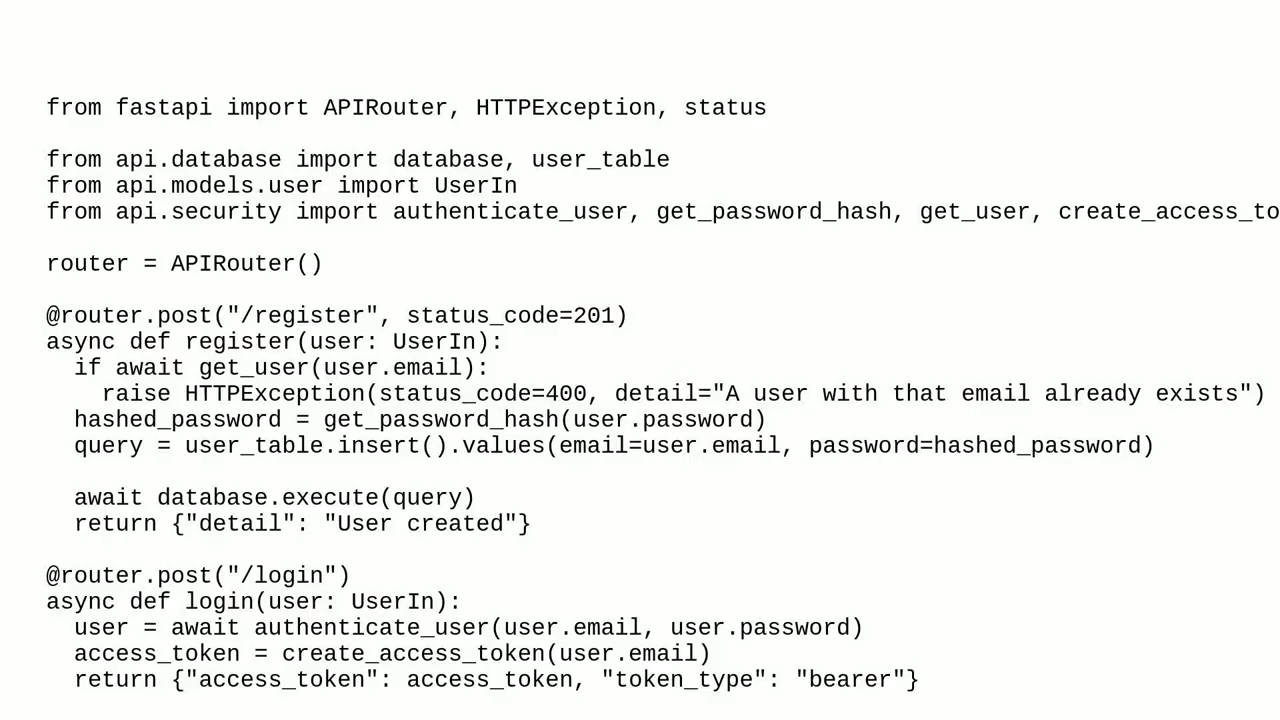 from fastapi import APIRouter, HTTPException, status
from api.database import database, user_table
from api.models.user import UserIn
from api.security import authenticate_user, get_password_hash, get_user, create_access_to
router = APIRouter()
@router.post("/register", status_code=201)
async def register(user: UserIn):
if await get_user(user.email):
raise HTTPException(status_code=400, detail="A user with that email already exists")
hashed_password = get_password_hash(user.password)
query = user_table.insert().values(email=user.email, password=hashed_password)
await database.execute(query)
return {"detail": "User created"}
@router.post("/login")
async def login(user: UserIn):
user = await authenticate_user(user.email, user.password)
access_token = create_access_token(user.email)
return {"access_token": access_token, "token_type": "bearer"}